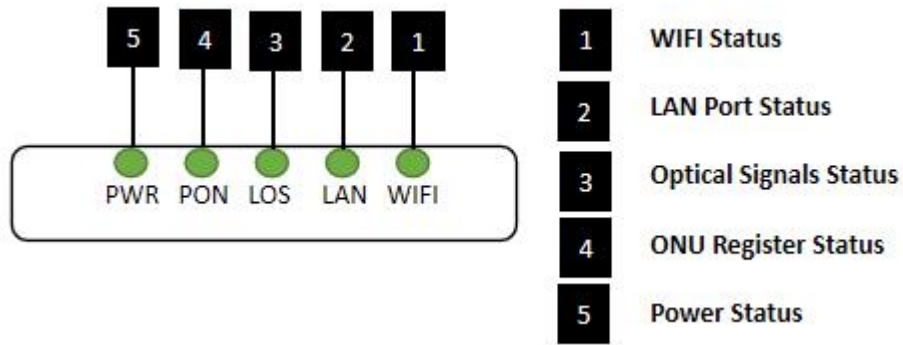 5 4 3 2 1
PWR PON LOS LAN WIFI
1 WIFI Status
2 LAN Port Status
3 Optical Signals Status
4 ONU Register Status
5 Power Status